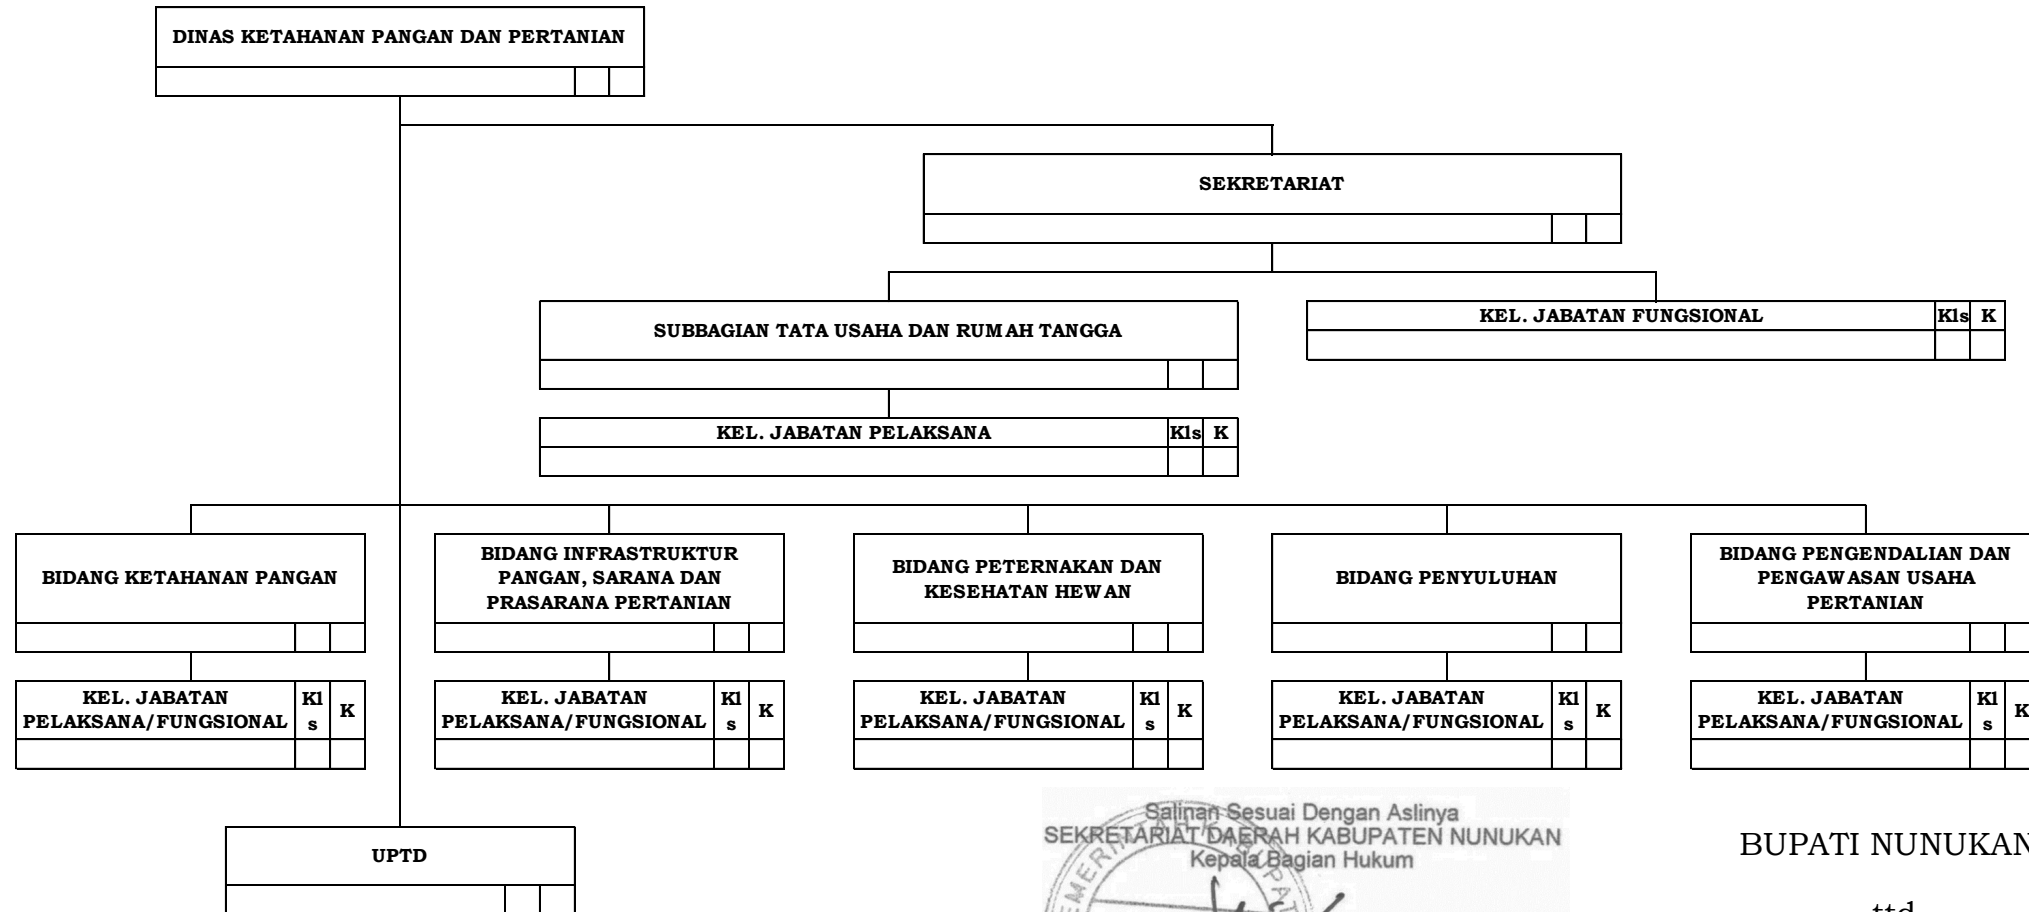 DINAS KETAHANAN PANGAN DAN PERTANIAN
SEKRETARIAT
SUBBAGIAN TATA USAHA DAN RUMAH TANGGA
KEL. JABATAN FUNGSIONAL Kls K
KEL. JABATAN PELAKSANA Kls K
BIDANG KETAHANAN PANGAN
BIDANG INFRASTRUKTUR
PANGAN, SARANA DAN
PRASARANA PERTANIAN
BIDANG PETERNAKAN DAN
KESEHATAN HEWAN
BIDANG PENYULUHAN
BIDANG PENGENDALIAN DAN
PENGAWASAN USAHA
PERTANIAN
KEL. JABATAN
PELAKSANA/FUNGSIONAL
Kl
s
K
KEL. JABATAN
PELAKSANA/FUNGSIONAL
Kl
s
K
KEL. JABATAN
PELAKSANA/FUNGSIONAL
Kl
s
K
KEL. JABATAN
PELAKSANA/FUNGSIONAL
Kl
s
K
KEL. JABATAN
PELAKSANA/FUNGSIONAL
Kl
s
K
UPTD
Salinan Sesuai Dengan Aslinya
SEKRETARIAT DAERAH KABUPATEN NUNUKAN
Kepala Bagian Hukum
BUPATI NUNUKAN
ttd